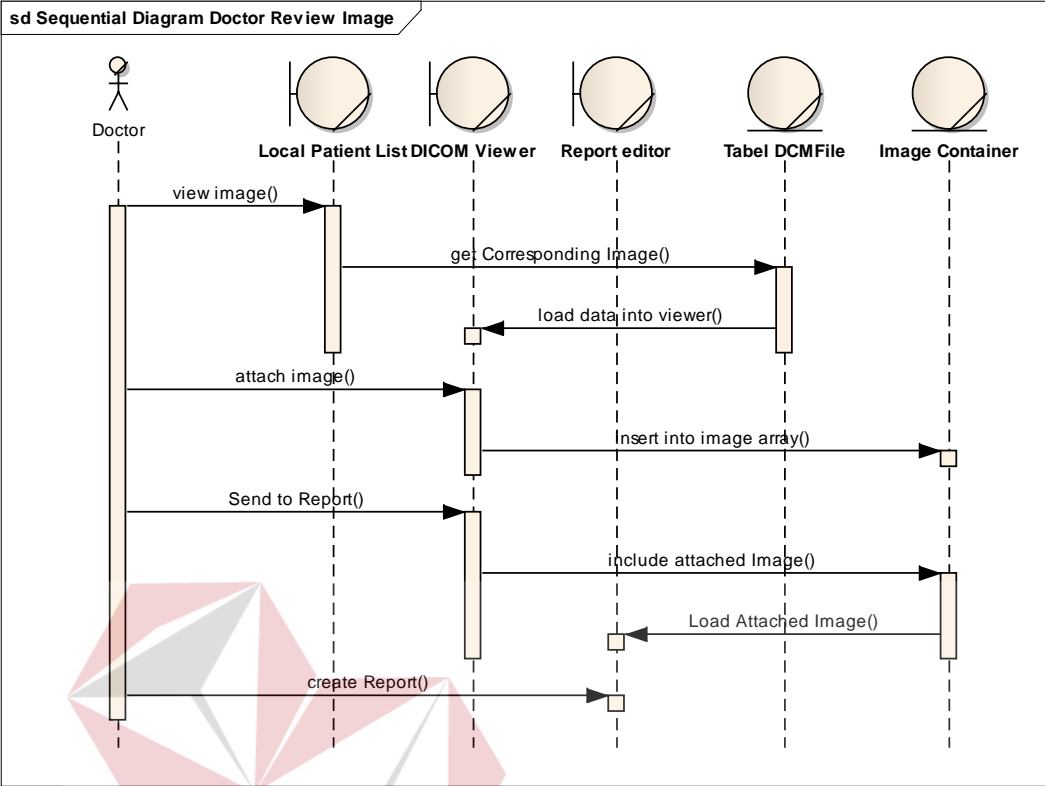 sd Sequential Diagram Doctor Review Image
Doctor
Local Patient List
DICOM Viewer
Report editor
Tabel DCMFile
Image Container
view image()
get Corresponding Image()
load data into viewer()
attach image()
Insert into image array()
Send to Report()
include attached Image()
Load Attached Image()
create Report()